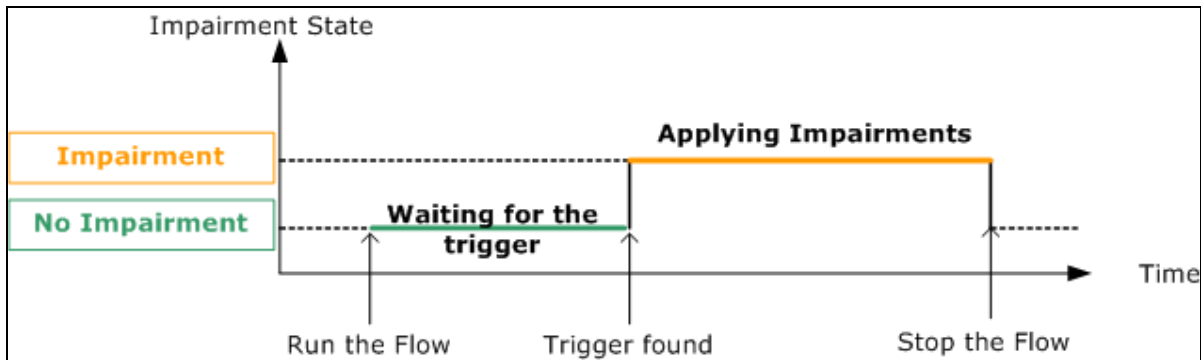 Impairment State
Applying Impairments
Impairment
Waiting for the
No Impairment
trigger
Time
Run the Flow
Trigger found
Stop the Flow